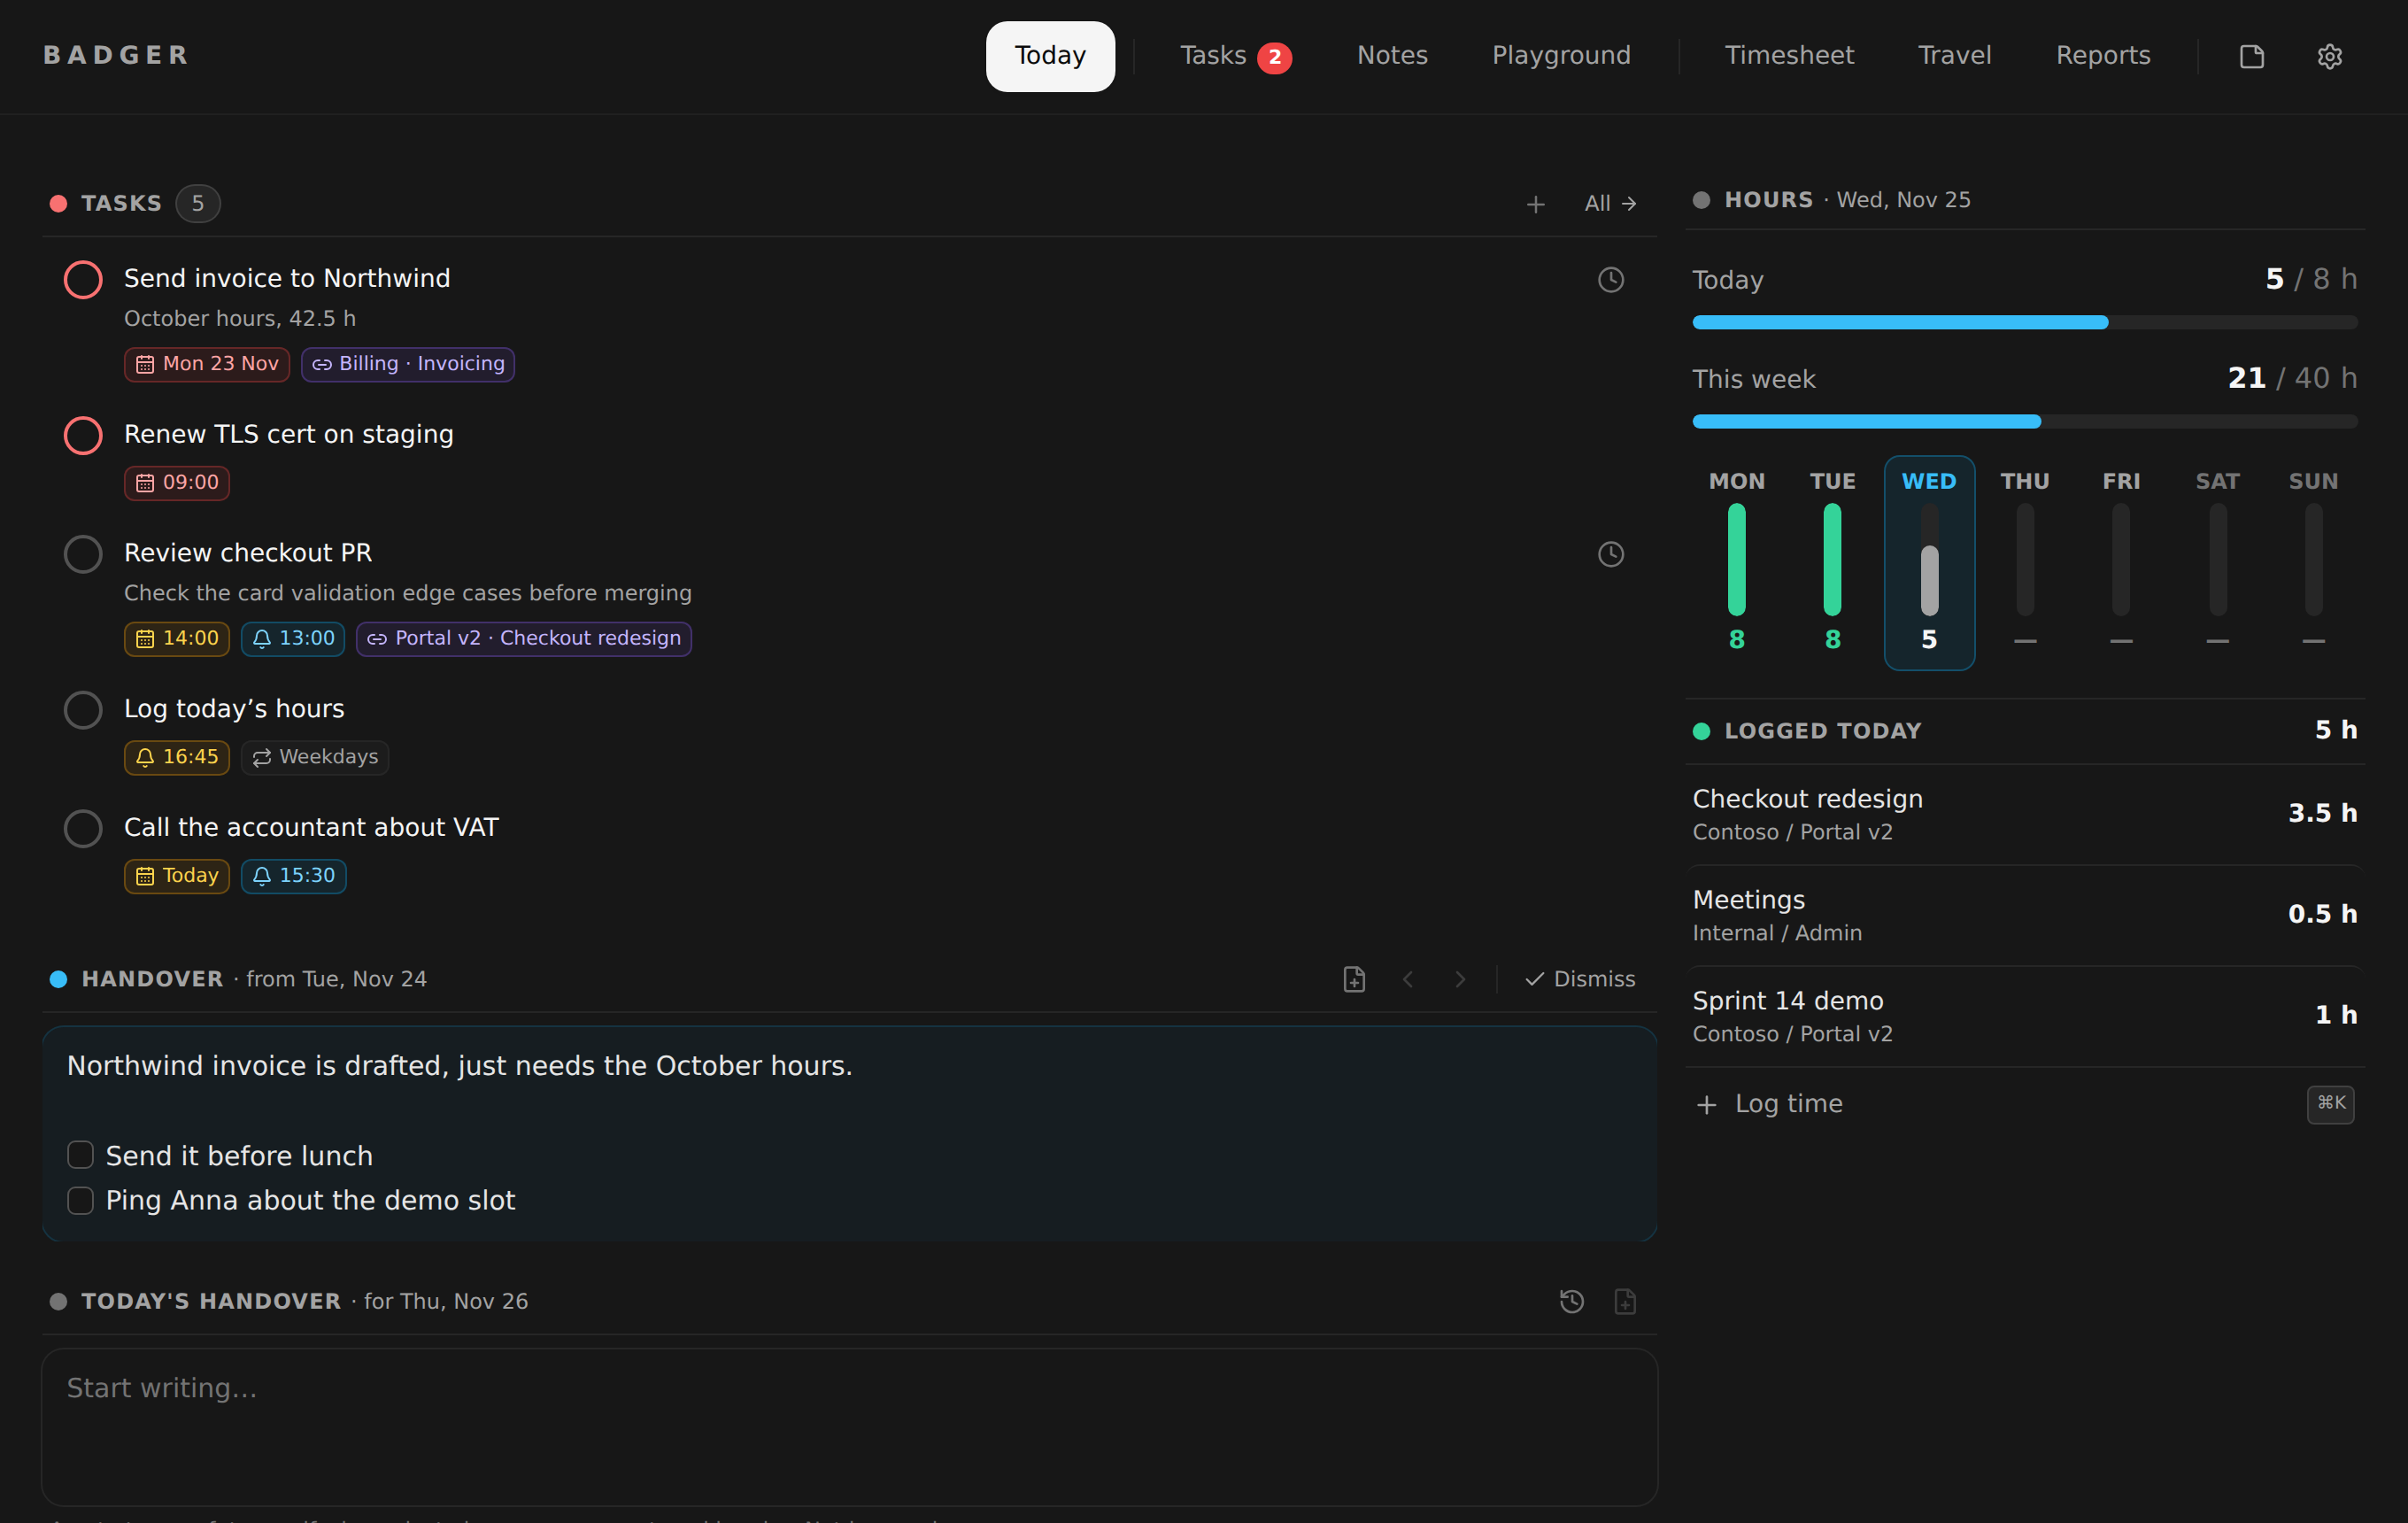 BADGER
Today
Tasks 2
Notes
Playground
Timesheet
Travel
Reports
TASKS 5
All →
Send invoice to Northwind
October hours, 42.5 h
Mon 23 Nov
Billing · Invoicing
Renew TLS cert on staging
09:00
Review checkout PR
Check the card validation edge cases before merging
14:00
13:00
Portal v2 · Checkout redesign
Log today’s hours
16:45
Weekdays
Call the accountant about VAT
Today
15:30
HANDOVER · from Tue, Nov 24
Dismiss
Northwind invoice is drafted, just needs the October hours.
Send it before lunch
Ping Anna about the demo slot
TODAY'S HANDOVER · for Thu, Nov 26
Start writing...
HOURS · Wed, Nov 25
Today 5 / 8 h
This week 21 / 40 h
MON TUE WED THU FRI SAT SUN
8 8 5 — — — —
LOGGED TODAY 5 h
Checkout redesign
Contoso / Portal v2
3.5 h
Meetings
Internal / Admin
0.5 h
Sprint 14 demo
Contoso / Portal v2
1 h
Log time ⌘K